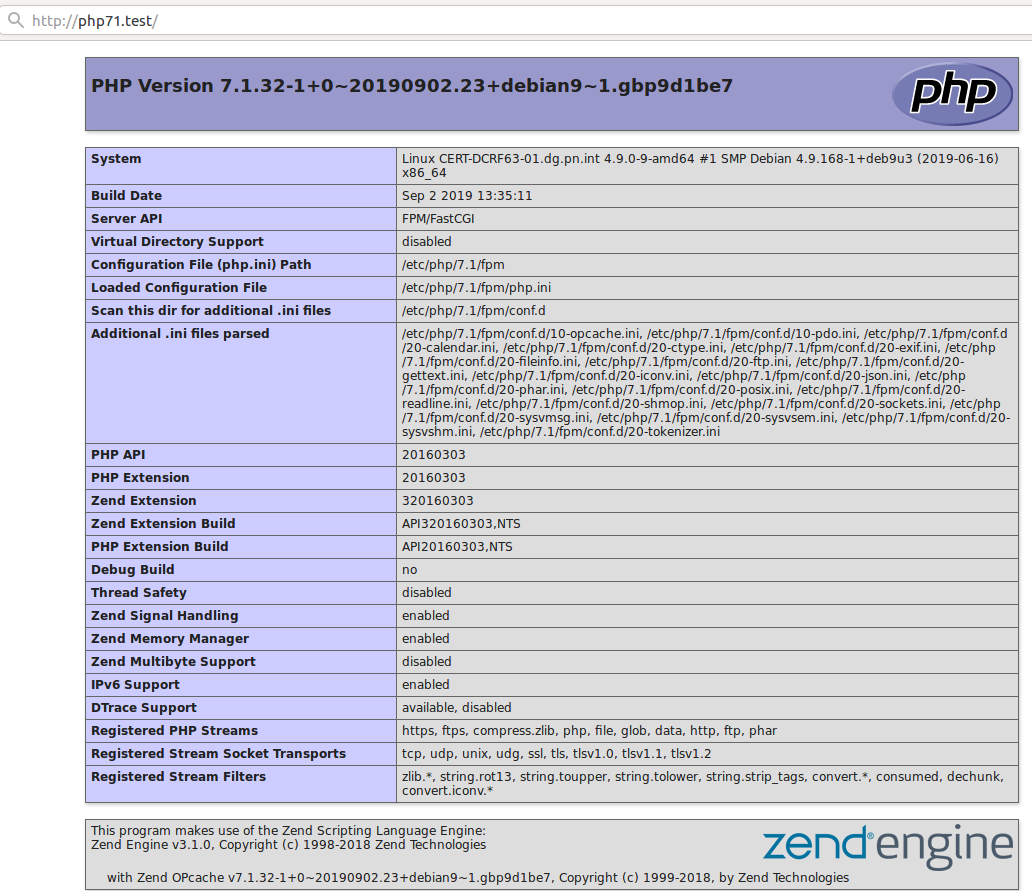 http://php71.test/
PHP Version 7.1.32-1+0~20190902.23+debian9~1.gbp9d1be7
php
System Linux CERT-DCRF63-01.dg.pn.int 4.9.0-9-amd64 #1 SMP Debian 4.9.168-1+deb9u3 (2019-06-16)
x86_64
Build Date Sep 2 2019 13:35:11
Server API FPM/FastCGI
Virtual Directory Support disabled
Configuration File (php.ini) Path /etc/php/7.1/fpm
Loaded Configuration File /etc/php/7.1/fpm/php.ini
Scan this dir for additional .ini files /etc/php/7.1/fpm/conf.d
Additional .ini files parsed /etc/php/7.1/fpm/conf.d/10-opcache.ini, /etc/php/7.1/fpm/conf.d/10-pdo.ini, /etc/php/7.1/fpm/conf.d
/20-calendar.ini, /etc/php/7.1/fpm/conf.d/20-ctype.ini, /etc/php/7.1/fpm/conf.d/20-exif.ini, /etc/php
/7.1/fpm/conf.d/20-fileinfo.ini, /etc/php/7.1/fpm/conf.d/20-ftp.ini, /etc/php/7.1/fpm/conf.d/20-
gettext.ini, /etc/php/7.1/fpm/conf.d/20-iconv.ini, /etc/php/7.1/fpm/conf.d/20-json.ini, /etc/php
/7.1/fpm/conf.d/20-phar.ini, /etc/php/7.1/fpm/conf.d/20-posix.ini, /etc/php/7.1/fpm/conf.d/20-
readline.ini, /etc/php/7.1/fpm/conf.d/20-shmop.ini, /etc/php/7.1/fpm/conf.d/20-sockets.ini, /etc/php
/7.1/fpm/conf.d/20-sysvmsg.ini, /etc/php/7.1/fpm/conf.d/20-sysvsem.ini, /etc/php/7.1/fpm/conf.d/20-
sysvshm.ini, /etc/php/7.1/fpm/conf.d/20-tokenizer.ini
PHP API 20160303
PHP Extension 20160303
Zend Extension 320160303
Zend Extension Build API320160303,NTS
PHP Extension Build API20160303,NTS
Debug Build no
Thread Safety disabled
Zend Signal Handling enabled
Zend Memory Manager enabled
Zend Multibyte Support disabled
IPv6 Support enabled
DTrace Support available, disabled
Registered PHP Streams https, ftps, compress.zlib, php, file, glob, data, http, ftp, phar
Registered Stream Socket Transports tcp, udp, unix, udg, ssl, tls, tlsv1.0, tlsv1.1, tlsv1.2
Registered Stream Filters zlib.*, string.rot13, string.toupper, string.tolower, string.strip_tags, convert.*, consumed, dechunk,
convert.iconv.*
This program makes use of the Zend Scripting Language Engine:
Zend Engine v3.1.0, Copyright (c) 1998-2018 Zend Technologies
with Zend OPcache v7.1.32-1+0~20190902.23+debian9~1.gbp9d1be7, Copyright (c) 1999-2018, by Zend Technologies
zend® engine